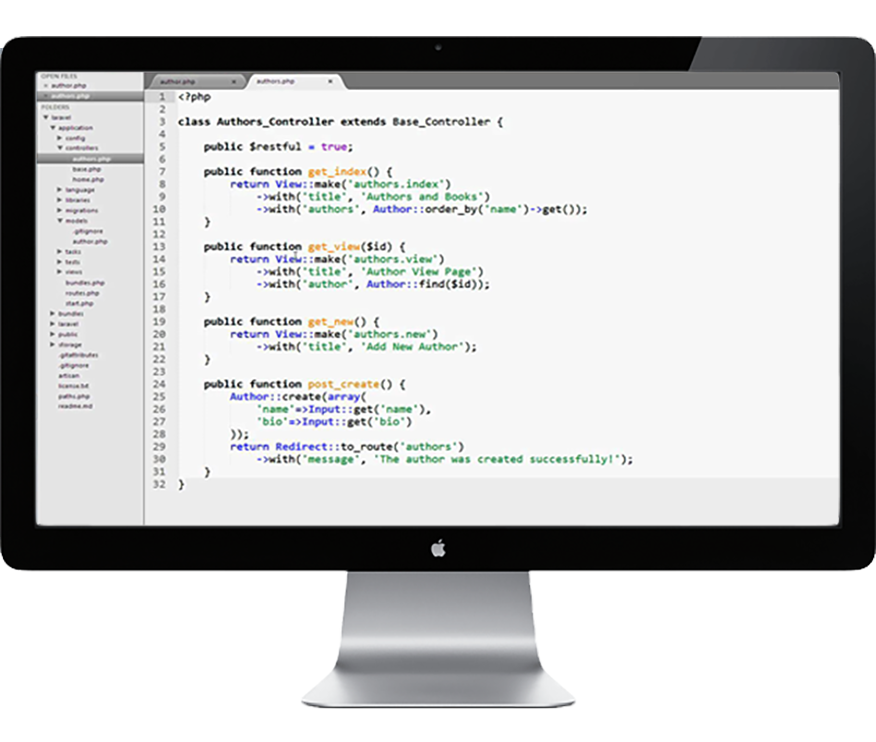 OPEN FILES
author.php
authors.php
FOLDERS
laravel
application
config
controllers
authors.php
base.php
home.php
language
libraries
migrations
models
.gitignore
author.php
tasks
tests
views
bundles.php
routes.php
start.php
bundles
laravel
public
storage
.gitattributes
.gitignore
artisan
license.txt
paths.php
readme.md
author.php × authors.php ×
1 <?php
2
3 class Authors_Controller extends Base_Controller {
4
5     public $restful = true;
6
7     public function get_index() {
8         return View::make('authors.index')
9             ->with('title', 'Authors and Books')
10             ->with('authors', Author::order_by('name')->get());
11     }
12
13     public function get_view($id) {
14         return View::make('authors.view')
15             ->with('title', 'Author View Page')
16             ->with('author', Author::find($id));
17     }
18
19     public function get_new() {
20         return View::make('authors.new')
21             ->with('title', 'Add New Author');
22     }
23
24     public function post_create() {
25         Author::create(array(
26             'name'=>Input::get('name'),
27             'bio'=>Input::get('bio')
28         ));
29         return Redirect::to_route('authors')
30             ->with('message', 'The author was created successfully!');
31     }
32 }